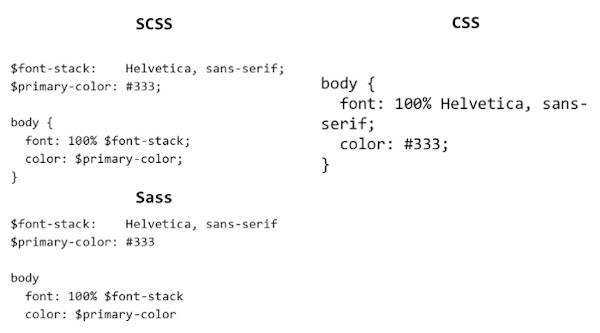 SCSS
$font-stack:    Helvetica, sans-serif;
$primary-color: #333;
body {
  font: 100% $font-stack;
  color: $primary-color;
}
Sass
$font-stack:    Helvetica, sans-serif
$primary-color: #333
body
  font: 100% $font-stack
  color: $primary-color
CSS
body {
  font: 100% Helvetica, sans-
serif;
  color: #333;
}